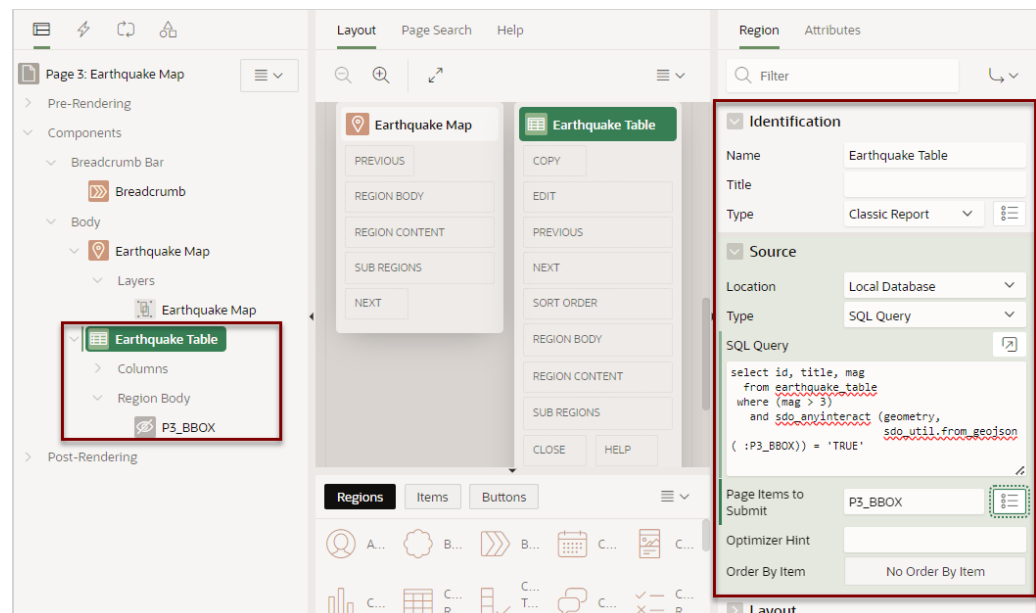 Page 3: Earthquake Map
Pre-Rendering
Components
Breadcrumb Bar
Breadcrumb
Body
Earthquake Map
Layers
Earthquake Map
Earthquake Table
Columns
Region Body
P3_BBOX
Post-Rendering
Layout Page Search Help
Earthquake Map
PREVIOUS
REGION BODY
REGION CONTENT
SUB REGIONS
NEXT
Earthquake Table
COPY
EDIT
PREVIOUS
NEXT
SORT ORDER
REGION BODY
REGION CONTENT
SUB REGIONS
CLOSE HELP
Regions Items Buttons
A... B... B... C... C...
C... C... C... C... C...
R... T... R...
Region Attributes
Filter
Identification
Name Earthquake Table
Title
Type Classic Report
Source
Location Local Database
Type SQL Query
SQL Query
select id, title, mag
from earthquake_table
where (mag > 3)
and sdo_anyinteract (geometry,
sdo_util.from_geojson
( :P3_BBOX)) = 'TRUE'
Page Items to
Submit P3_BBOX
Optimizer Hint
Order By Item No Order By Item
Layout